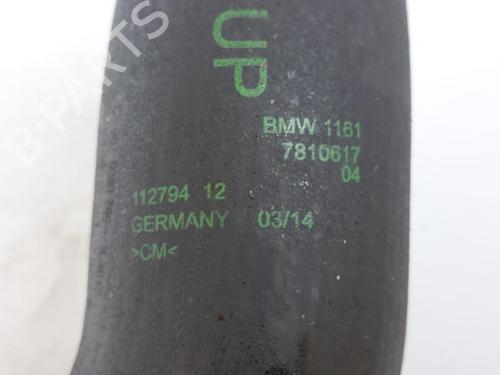 UP
BMW 1161
7810617
04
112794 12
GERMANY 03/14
>CM<
B-PARTS